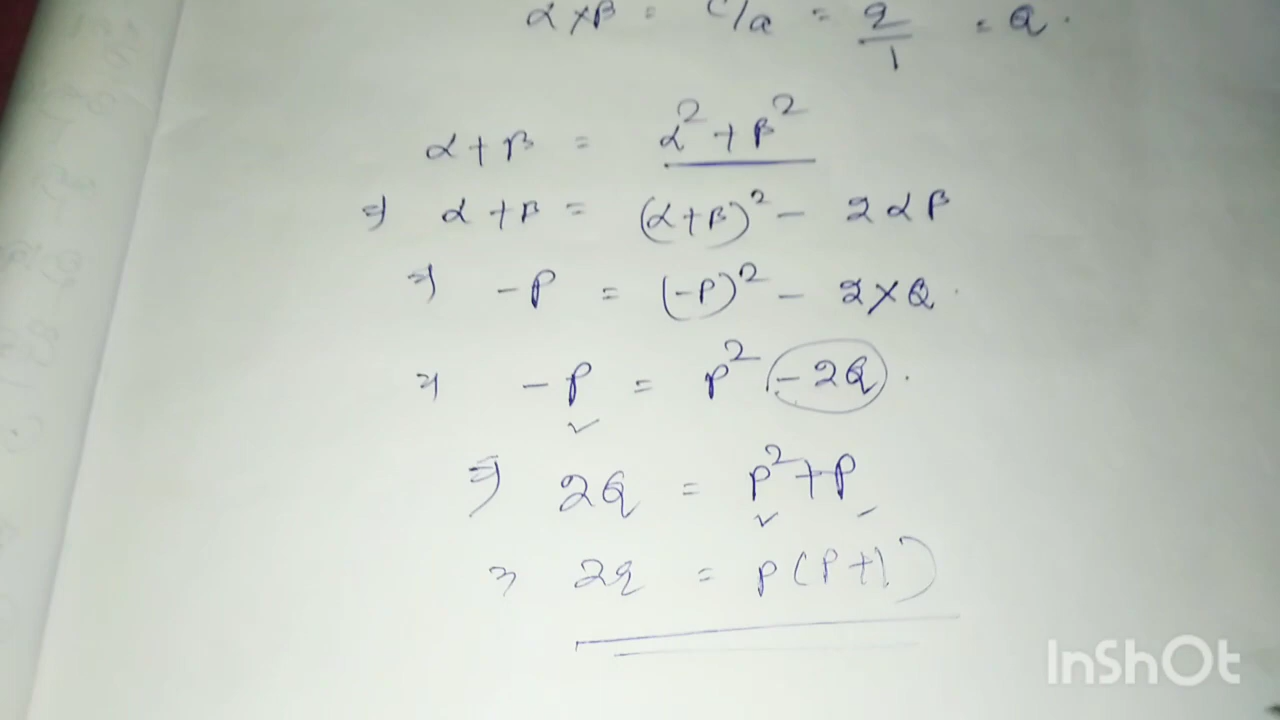 α×β = c/a = q/1 = Q.
α+β = α²+β²
⇒ α+β = (α+β)² - 2αβ
⇒ -P = (-P)² - 2×Q.
⇒ -P = P² -2Q.
⇒ 2Q = P²+P
⇒ 2q = P(P+1)
InShOt